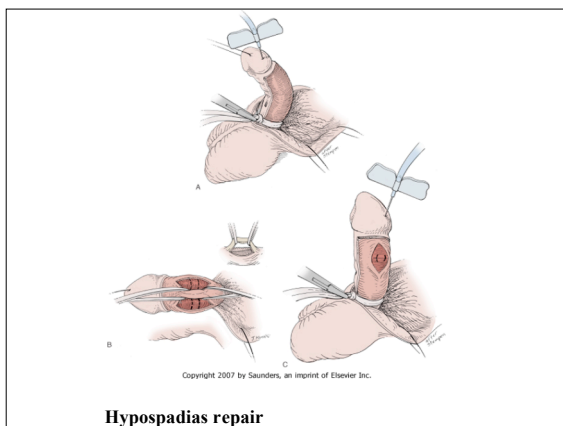 A
B
C
Copyright 2007 by Saunders, an imprint of Elsevier Inc.
Hypospadias repair